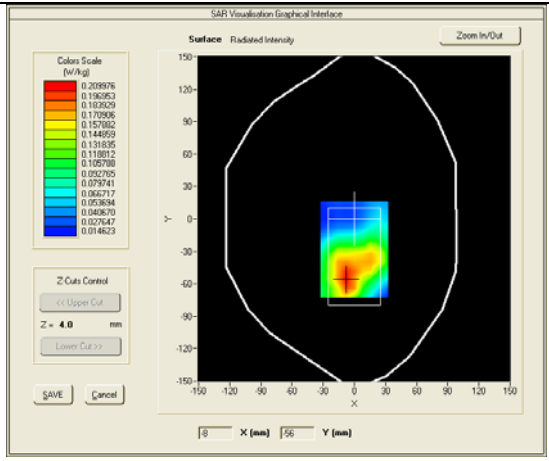 SAR Visualisation Graphical Interface
Surface Radiated Intensity
Zoom In/Out
Colors Scale
(W/kg)
0.209976
0.196953
0.183929
0.170906
0.157882
0.144859
0.131835
0.118812
0.105788
0.092765
0.079741
0.066717
0.053694
0.040670
0.027647
0.014623
Z Cuts Control
<< Upper Cut
Z = 4.0 mm
Lower Cut >>
SAVE Cancel
150
120
90
60
30
0
-30
-60
-90
-120
-150
Y
-150 -120 -90 -60 -30 0 30 60 90 120 150
X
-8 X (mm) -56 Y (mm)